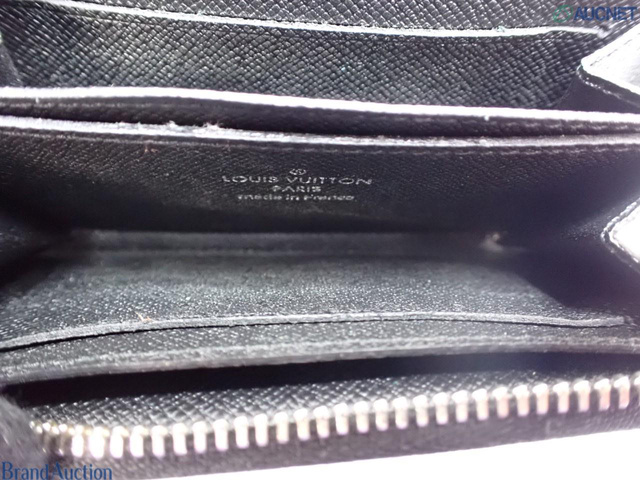 AUCNET
LOUIS VUITTON
PARIS
made in France
Brand Auction